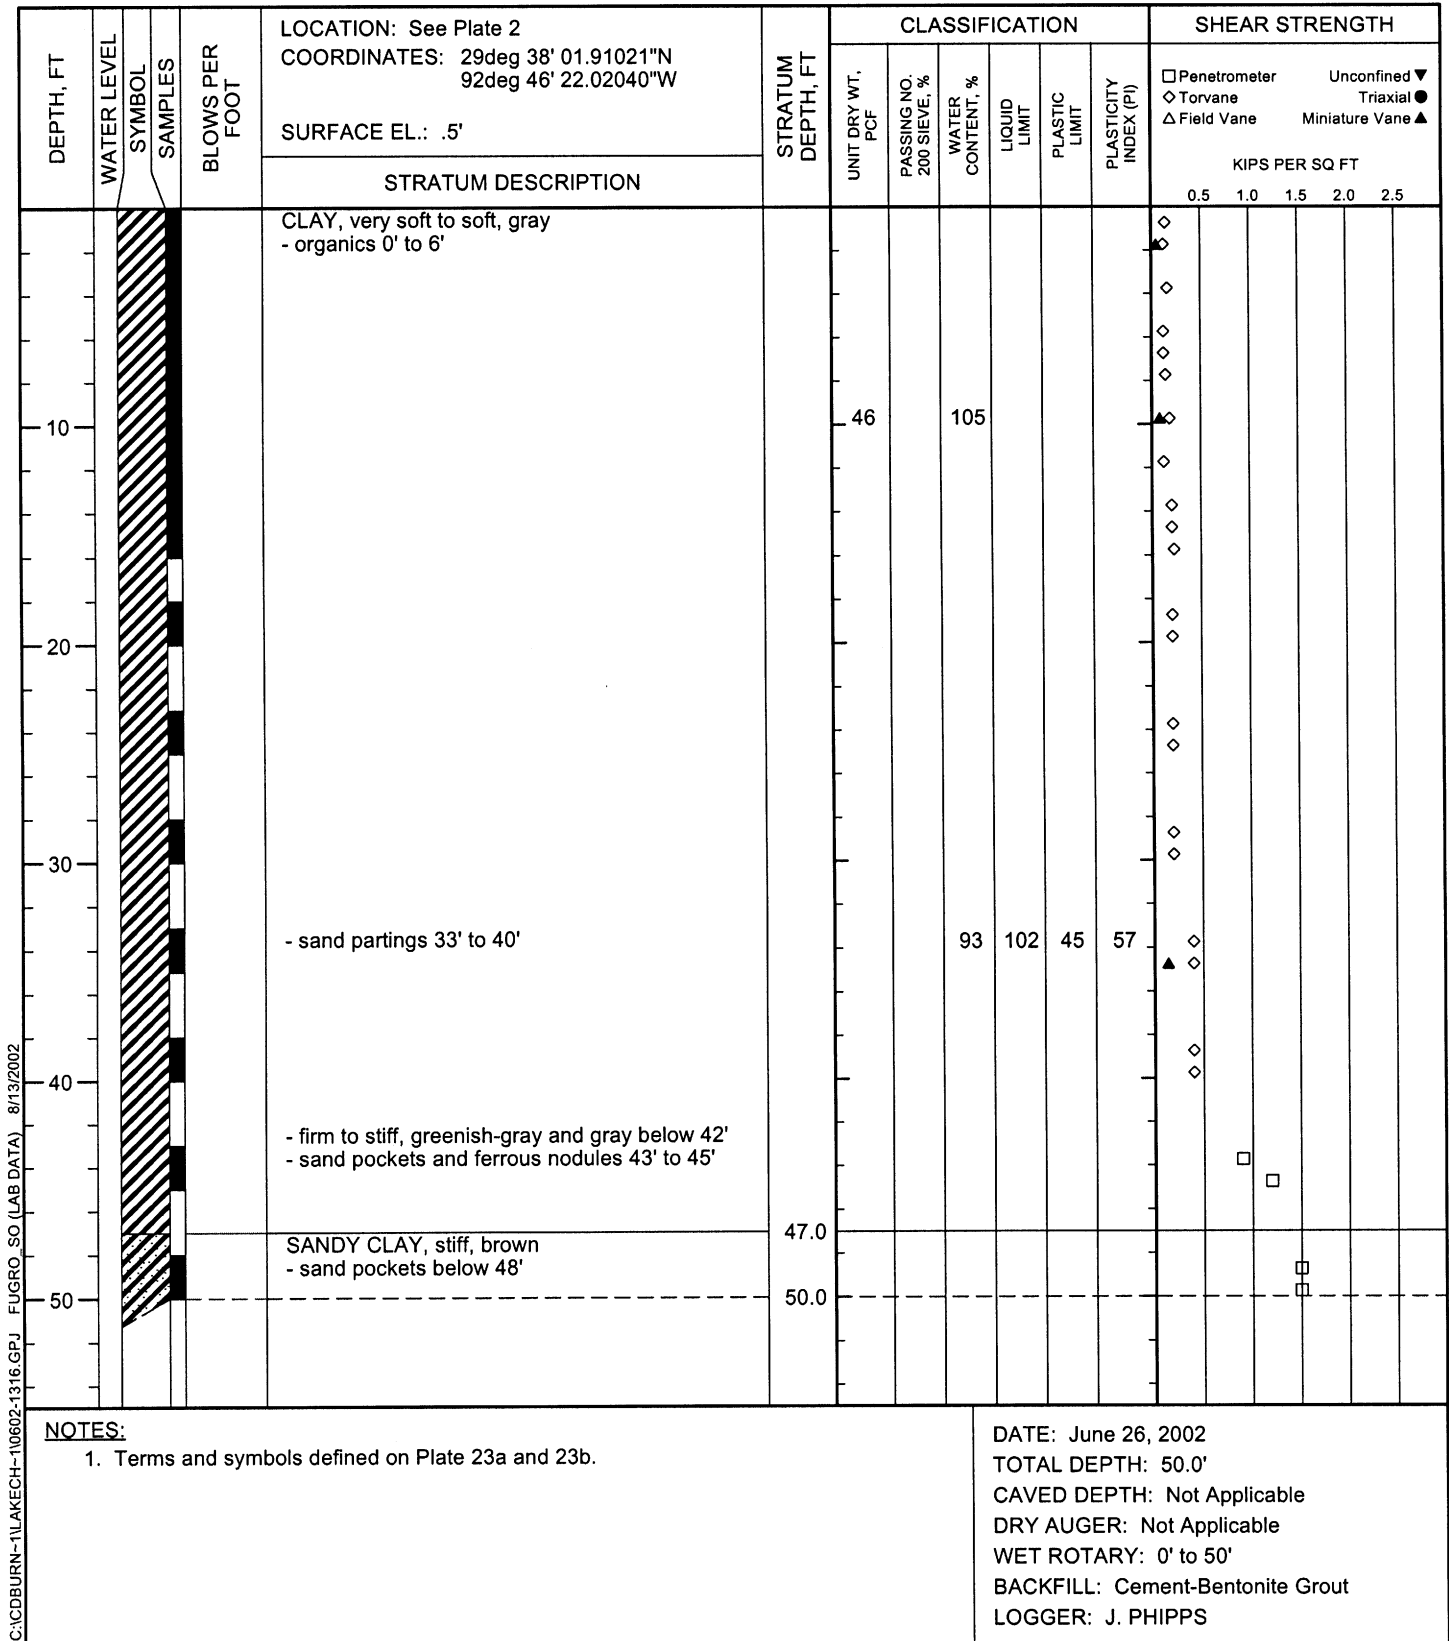 DEPTH, FT
WATER LEVEL
SYMBOL
SAMPLES
BLOWS PER
FOOT
LOCATION: See Plate 2
COORDINATES: 29deg 38' 01.91021"N
92deg 46' 22.02040"W
SURFACE EL.: .5'
STRATUM DESCRIPTION
STRATUM
DEPTH, FT
CLASSIFICATION
UNIT DRY WT,
PCF
PASSING NO.
200 SIEVE, %
WATER
CONTENT, %
LIQUID
LIMIT
PLASTIC
LIMIT
PLASTICITY
INDEX (PI)
SHEAR STRENGTH
Penetrometer Unconfined
Torvane Triaxial
Field Vane Miniature Vane
KIPS PER SQ FT
0.5 1.0 1.5 2.0 2.5
CLAY, very soft to soft, gray
- organics 0' to 6'
10 46 105
20
30
- sand partings 33' to 40' 93 102 45 57
40
- firm to stiff, greenish-gray and gray below 42'
- sand pockets and ferrous nodules 43' to 45'
47.0
SANDY CLAY, stiff, brown
- sand pockets below 48'
50 50.0
NOTES:
1. Terms and symbols defined on Plate 23a and 23b.
DATE: June 26, 2002
TOTAL DEPTH: 50.0'
CAVED DEPTH: Not Applicable
DRY AUGER: Not Applicable
WET ROTARY: 0' to 50'
BACKFILL: Cement-Bentonite Grout
LOGGER: J. PHIPPS
C:\CDBURN~1\LAKECH~1\0602-1316.GPJ FUGRO_SO (LAB DATA) 8/13/2002